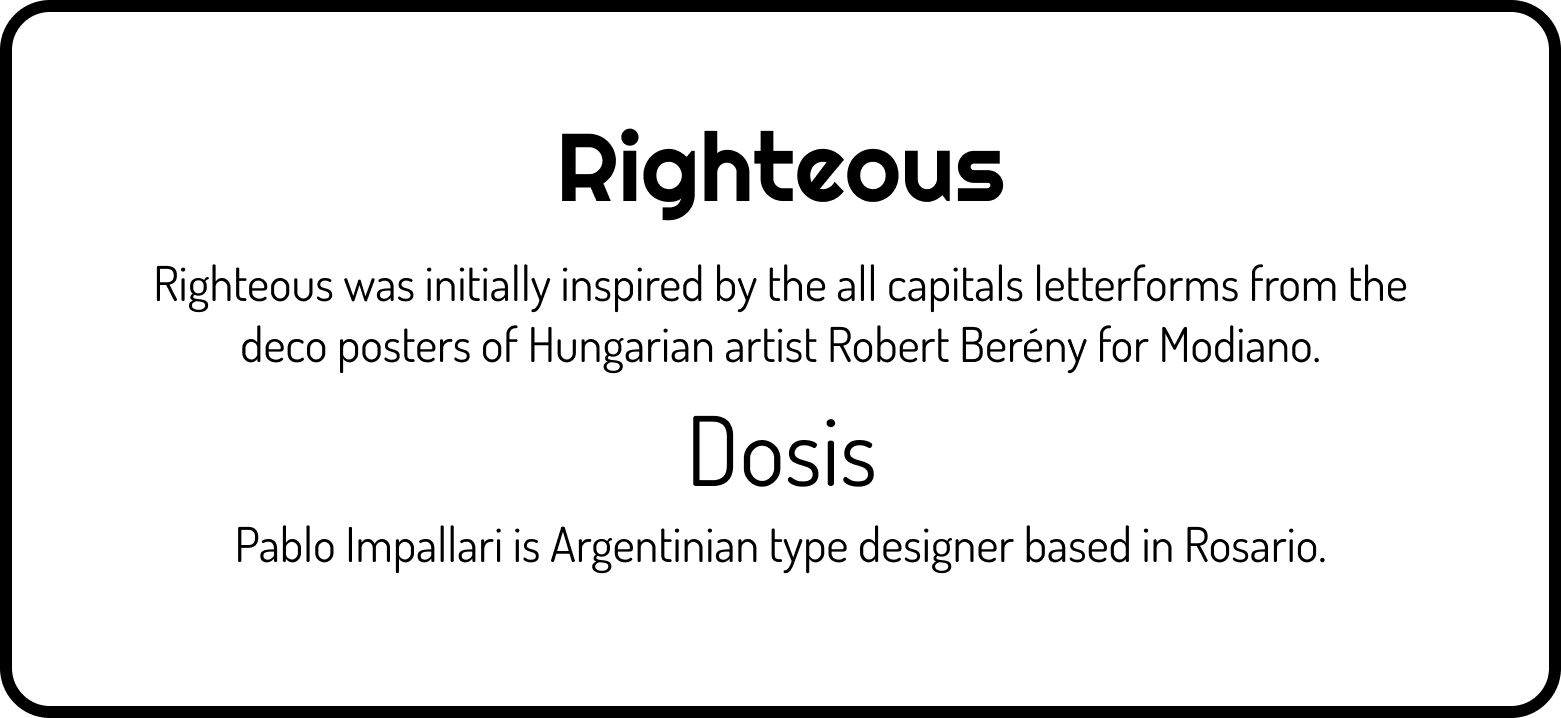 Righteous
Righteous was initially inspired by the all capitals letterforms from the
deco posters of Hungarian artist Robert Berény for Modiano.
Dosis
Pablo Impallari is Argentinian type designer based in Rosario.